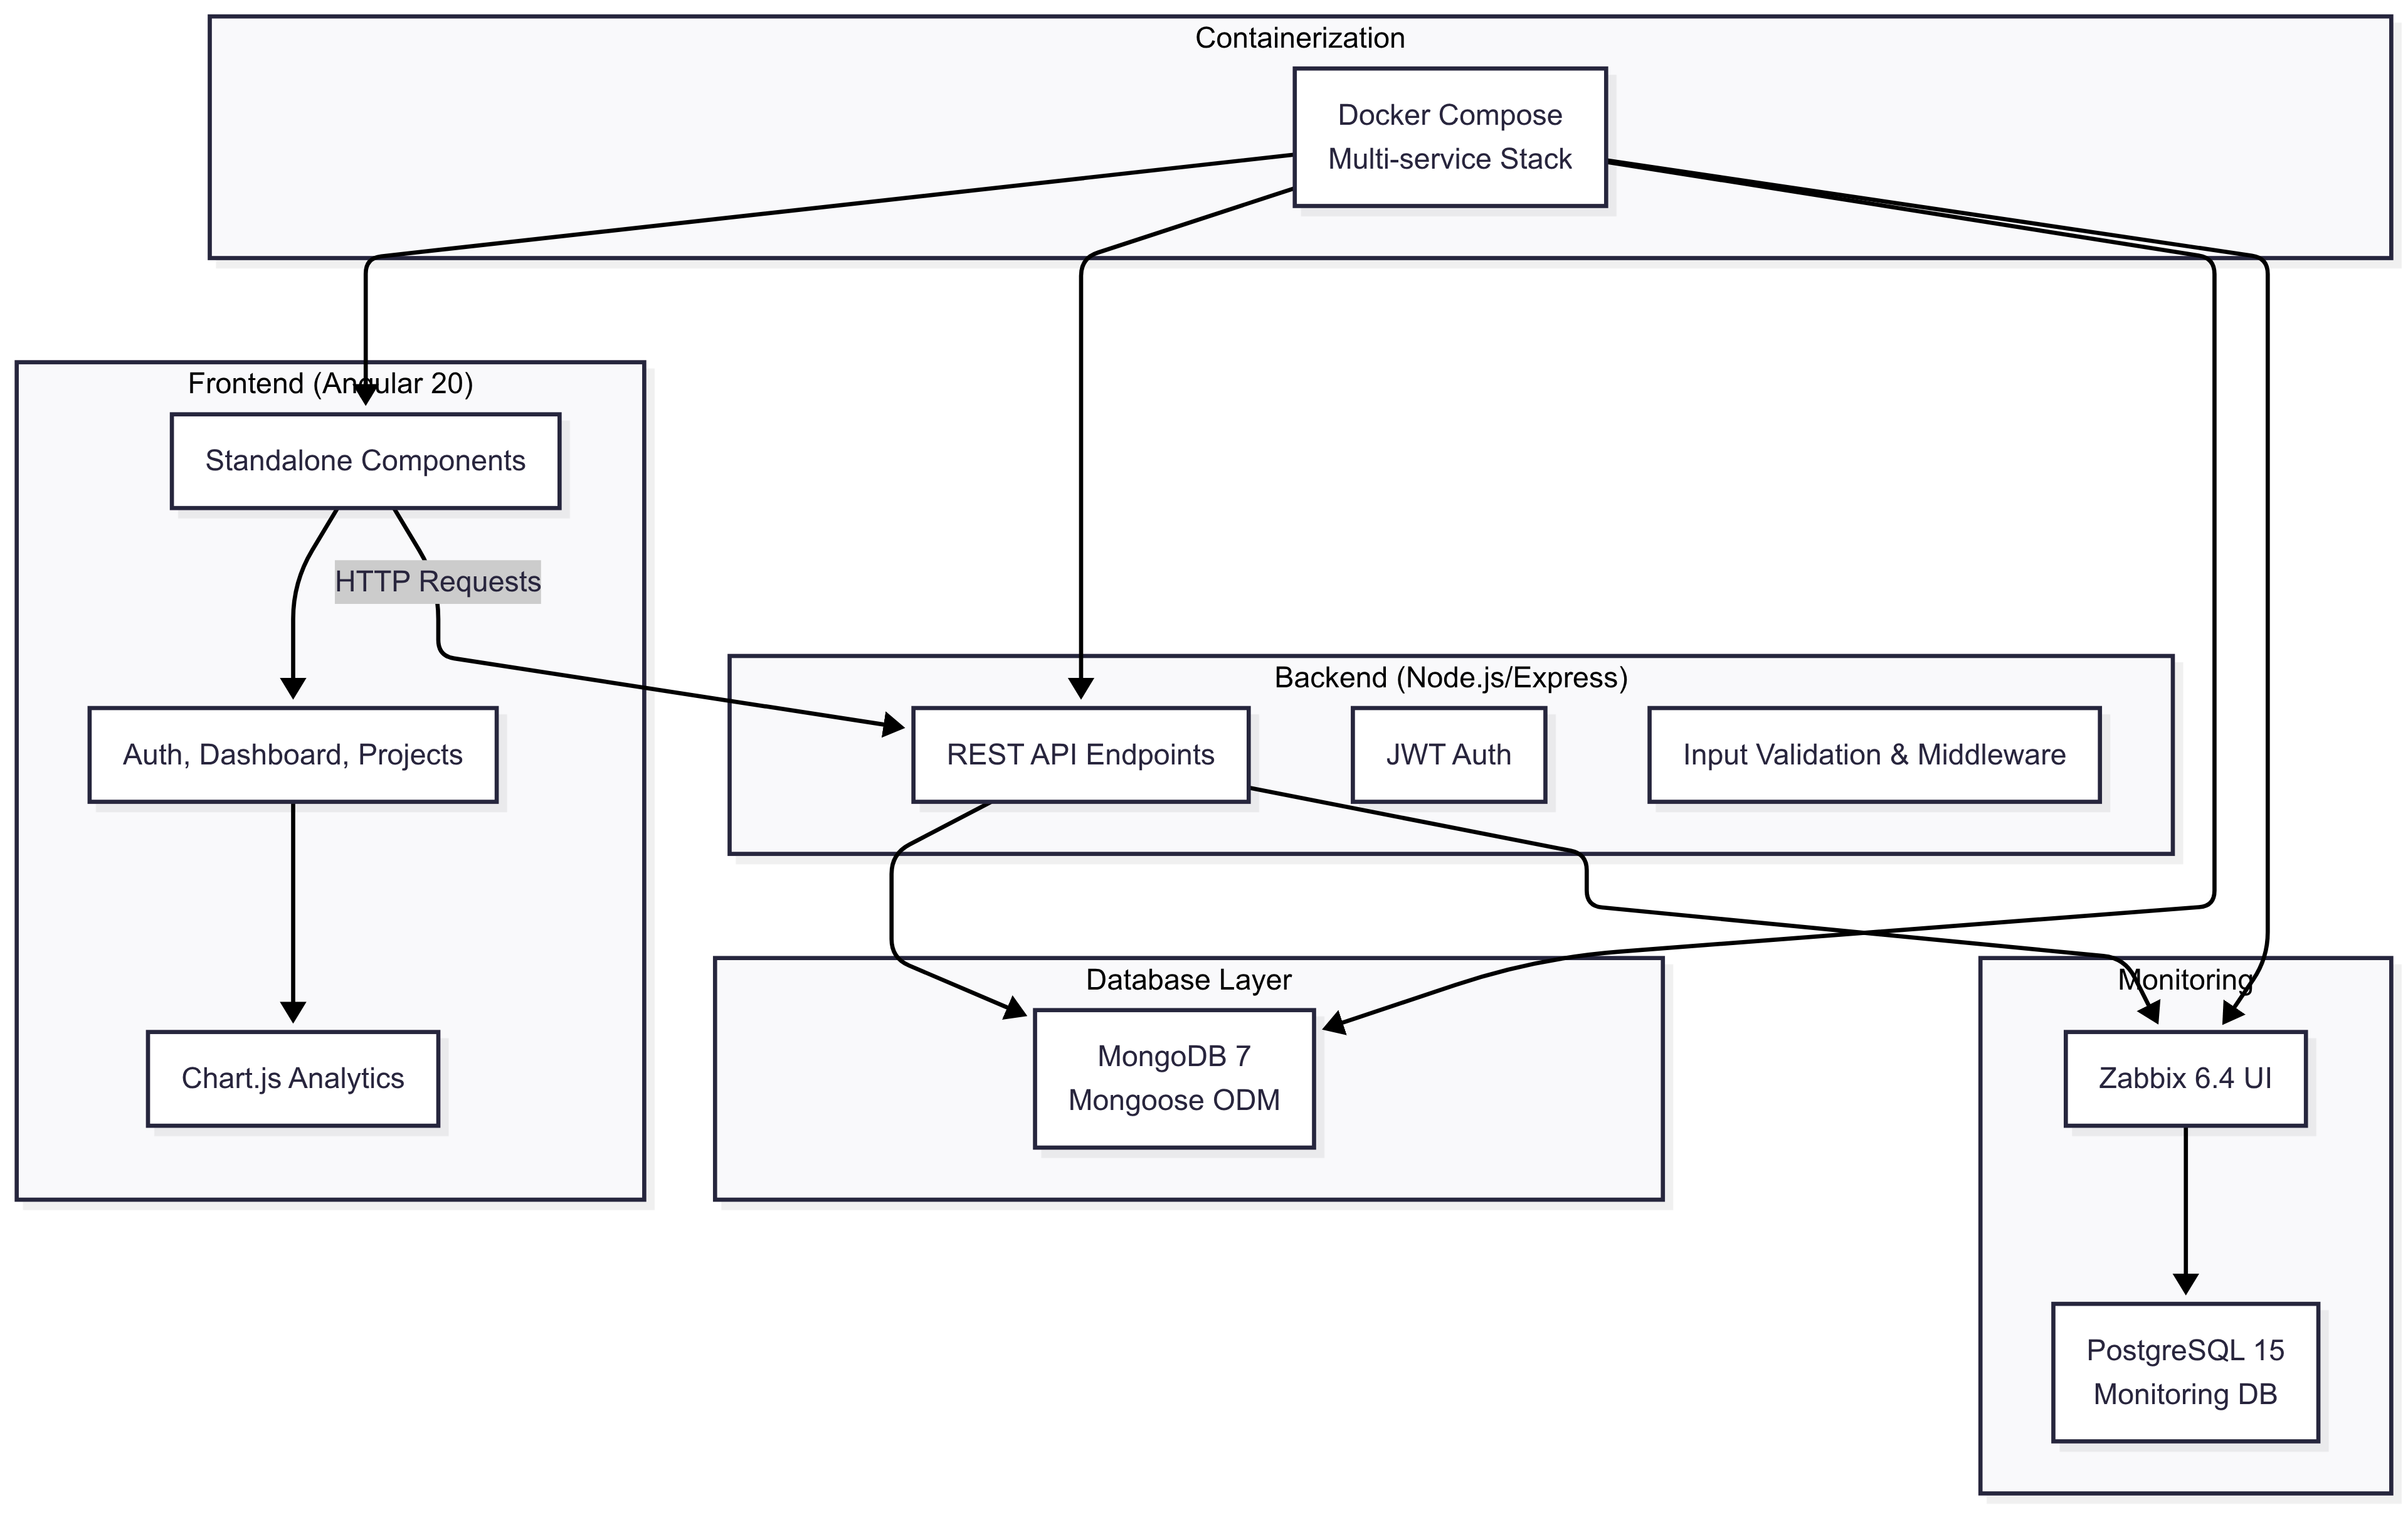 Containerization
Docker Compose
Multi-service Stack
Frontend (Angular 20)
Standalone Components
HTTP Requests
Auth, Dashboard, Projects
Chart.js Analytics
Backend (Node.js/Express)
REST API Endpoints
JWT Auth
Input Validation & Middleware
Database Layer
MongoDB 7
Mongoose ODM
Monitoring
Zabbix 6.4 UI
PostgreSQL 15
Monitoring DB